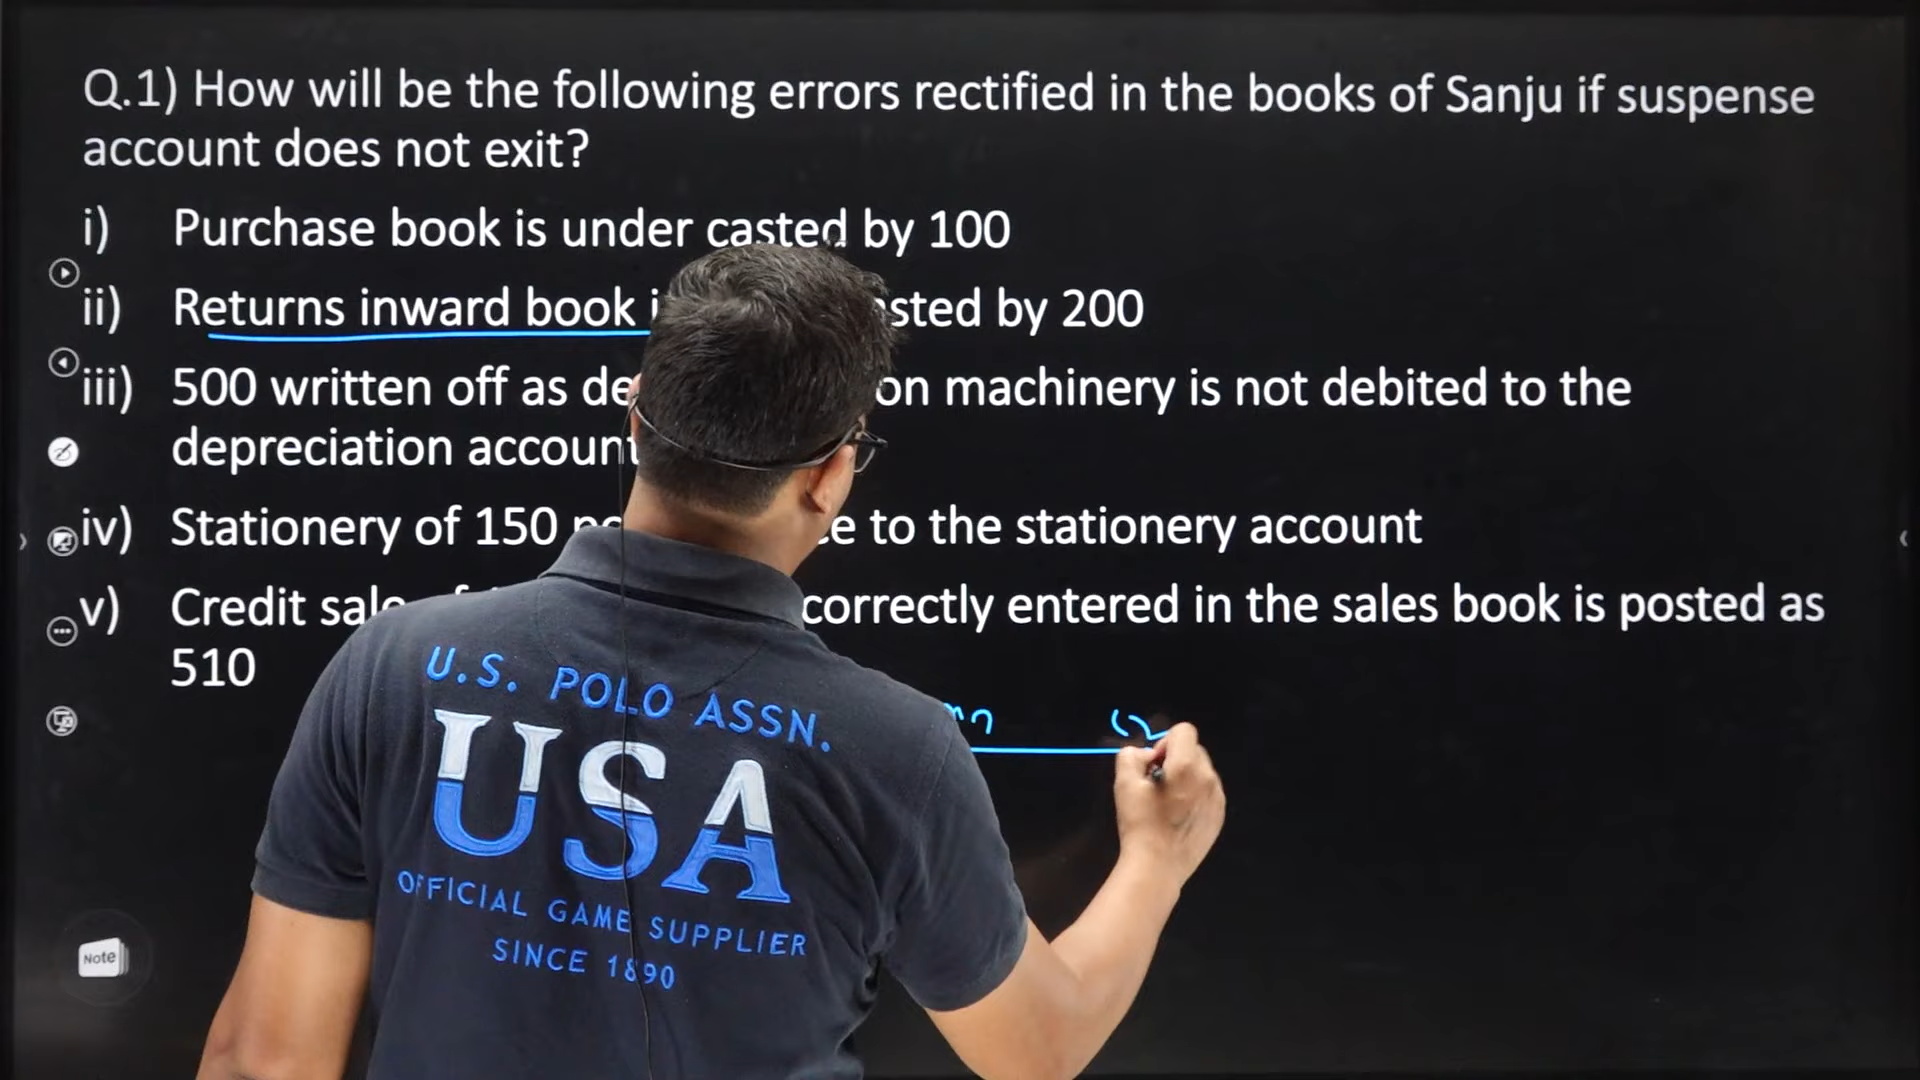 Q.1) How will be the following errors rectified in the books of Sanju if suspense
account does not exit?
i) Purchase book is under casted by 100
ii) Returns inward book by 200
iii) 500 written off as on machinery is not debited to the
depreciation account
iv) Stationery of 150 to the stationery account
v) Credit correctly entered in the sales book is posted as
510
U.S. POLO ASSN.
USA
OFFICIAL GAME SUPPLIER
SINCE 1890
Note